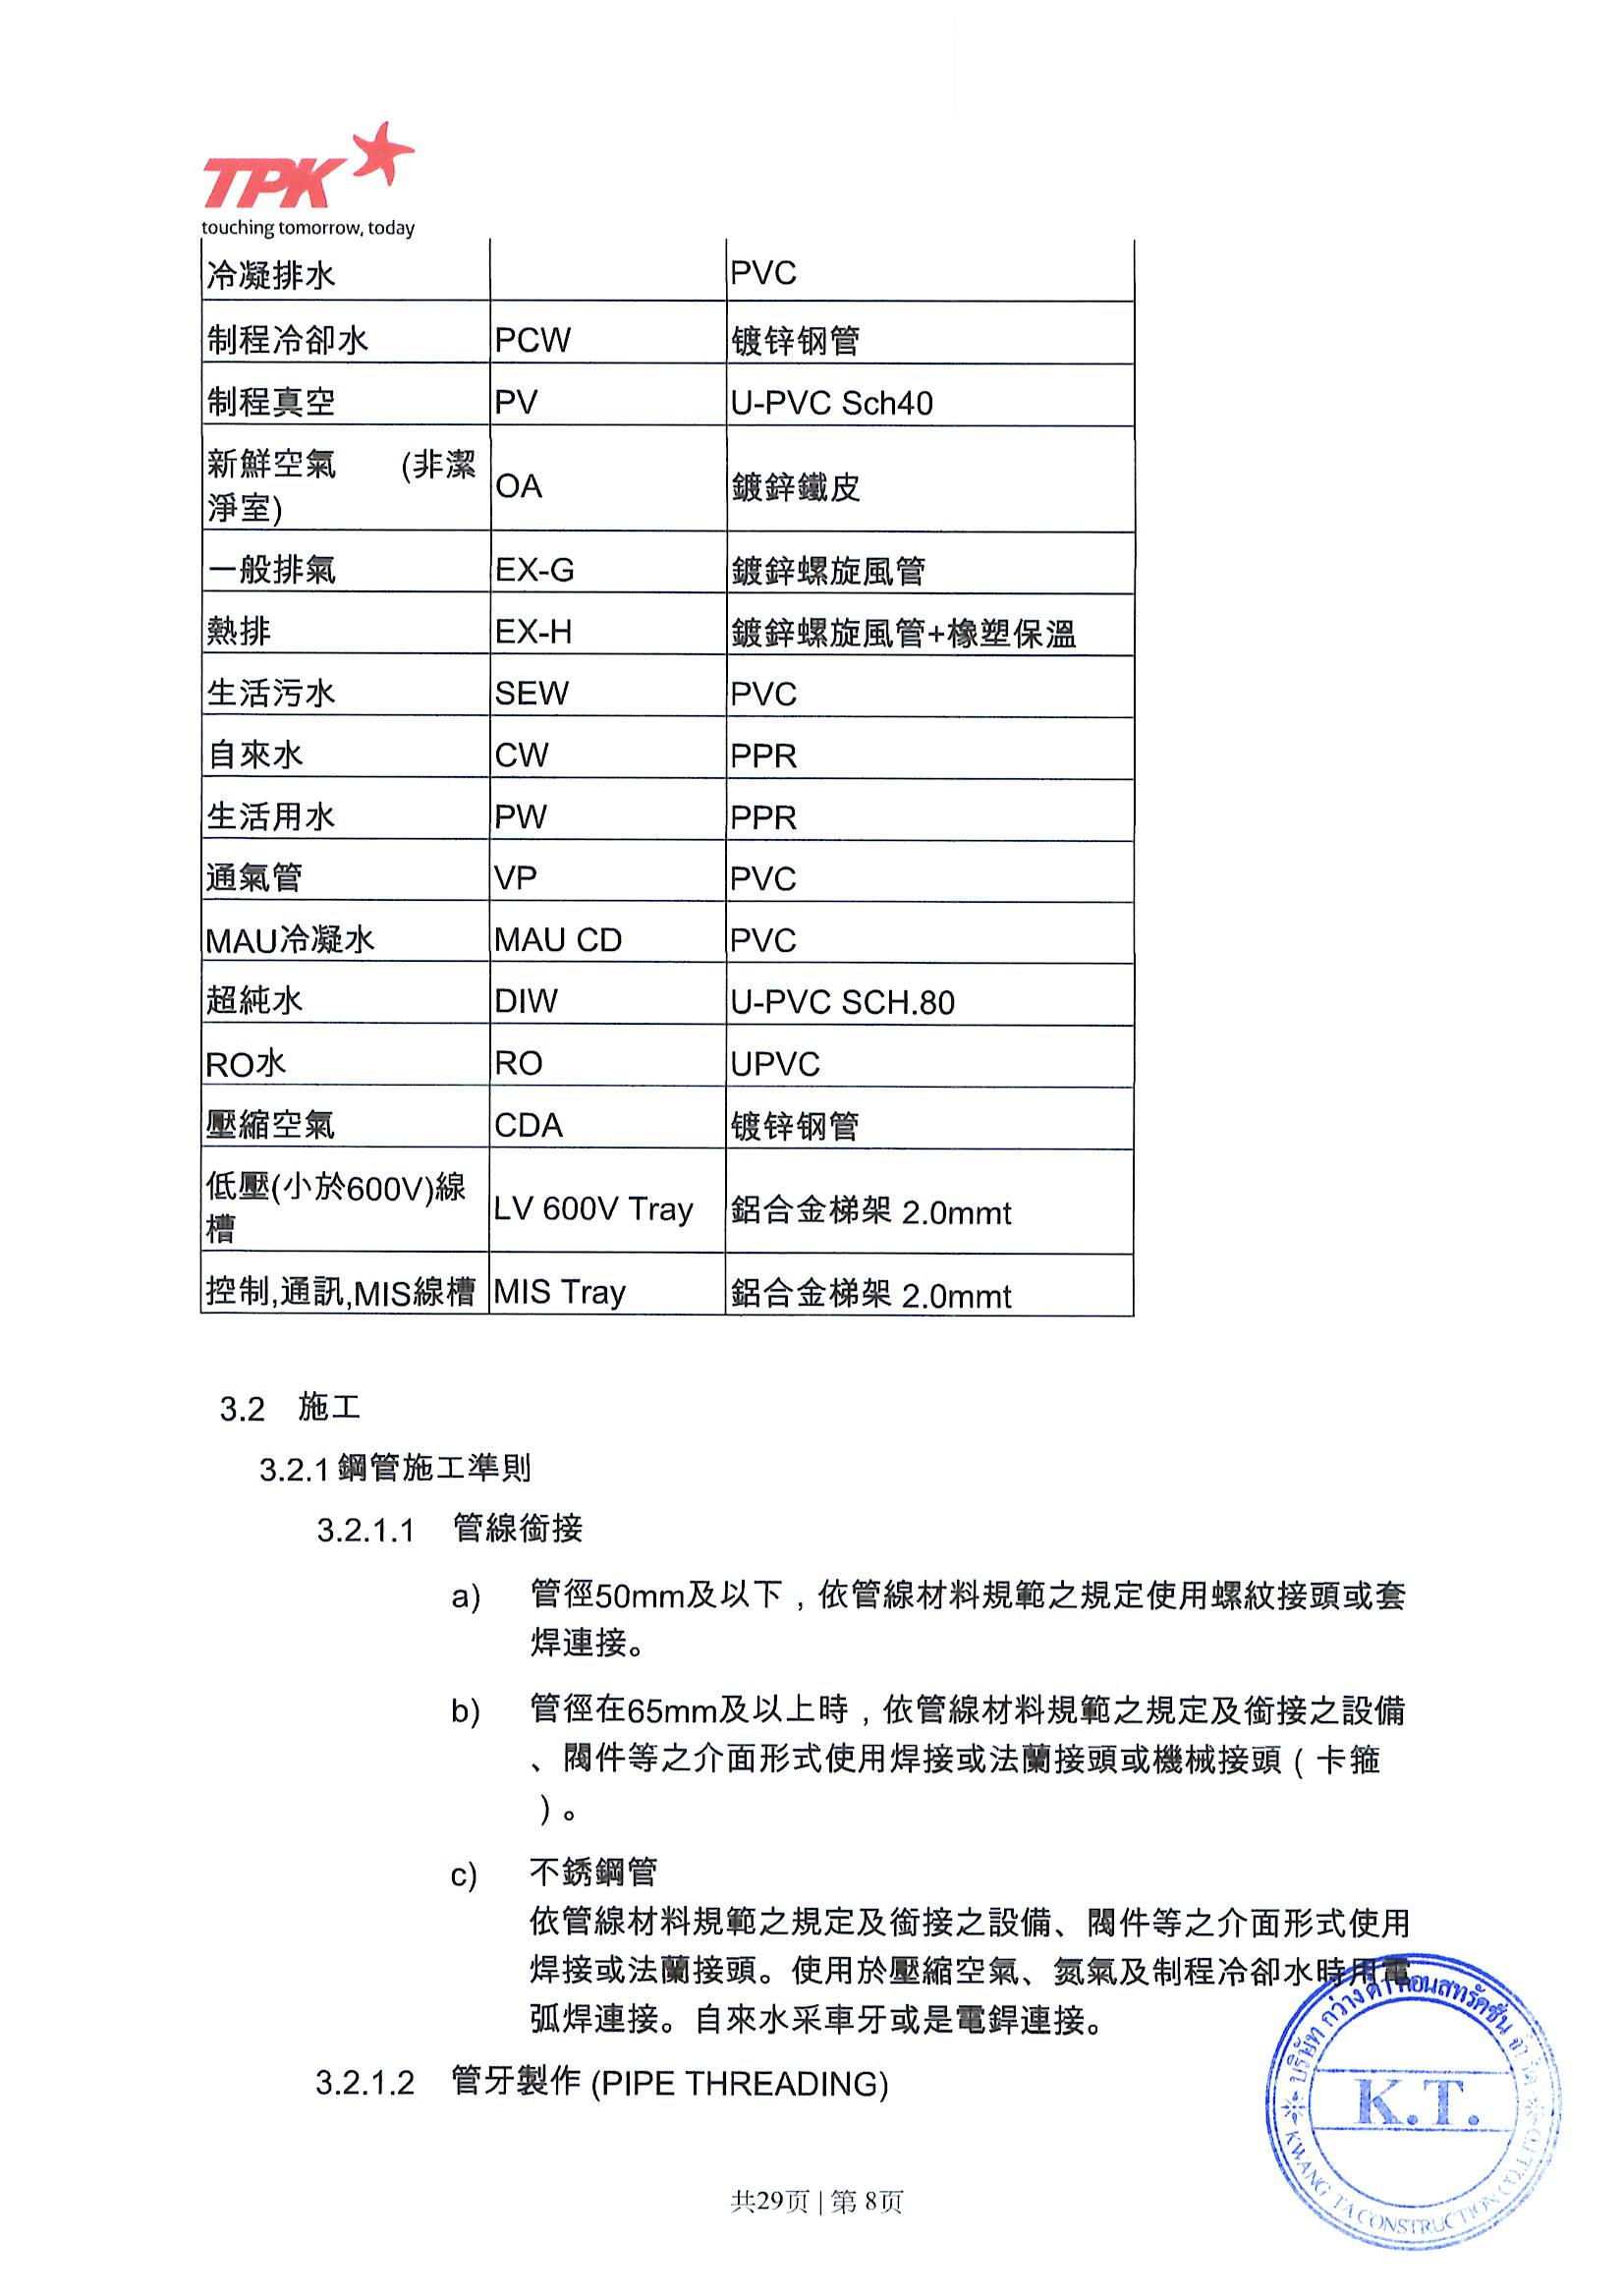 TPK
touching tomorrow, today
冷凝排水 PVC
制程冷卻水 PCW 镀锌钢管
制程真空 PV U-PVC Sch40
新鮮空氣 (非潔
淨室) OA 鍍鋅鐵皮
一般排氣 EX-G 鍍鋅螺旋風管
熱排 EX-H 鍍鋅螺旋風管+橡塑保溫
生活污水 SEW PVC
自來水 CW PPR
生活用水 PW PPR
通氣管 VP PVC
MAU冷凝水 MAU CD PVC
超純水 DIW U-PVC SCH.80
RO水 RO UPVC
壓縮空氣 CDA 镀锌钢管
低壓(小於600V)線
槽 LV 600V Tray 鋁合金梯架 2.0mmt
控制,通訊,MIS線槽 MIS Tray 鋁合金梯架 2.0mmt
3.2 施工
3.2.1 鋼管施工準則
3.2.1.1 管線銜接
a) 管徑50mm及以下，依管線材料規範之規定使用螺紋接頭或套
焊連接。
b) 管徑在65mm及以上時，依管線材料規範之規定及銜接之設備
、閥件等之介面形式使用焊接或法蘭接頭或機械接頭（卡箍
）。
c) 不銹鋼管
依管線材料規範之規定及銜接之設備、閥件等之介面形式使用
焊接或法蘭接頭。使用於壓縮空氣、氮氣及制程冷卻水時用電
弧焊連接。自來水采車牙或是電銲連接。
3.2.1.2 管牙製作 (PIPE THREADING)
บริษัท กว่างต้า คอนสทรัคชั่น จำกัด
K.T.
KWANG TA CONSTRUCTION CO.,LTD
共29页 | 第 8页